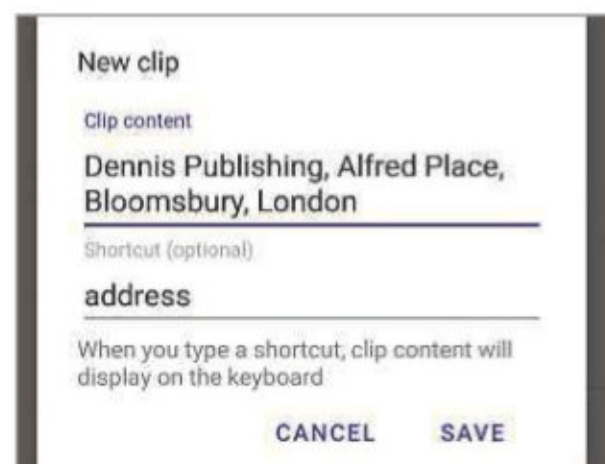 New clip
Clip content
Dennis Publishing, Alfred Place,
Bloomsbury, London
Shortcut (optional)
address
When you type a shortcut, clip content will
display on the keyboard
CANCEL SAVE